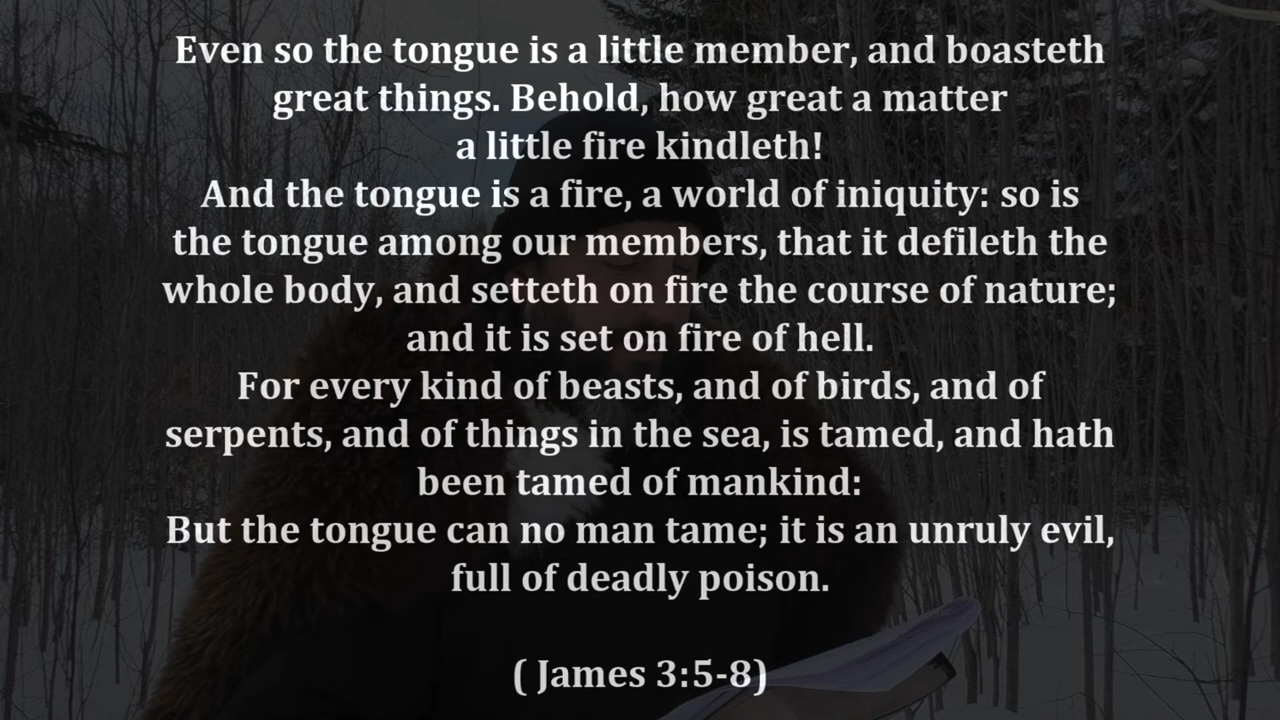 Even so the tongue is a little member, and boasteth
great things. Behold, how great a matter
a little fire kindleth!
And the tongue is a fire, a world of iniquity: so is
the tongue among our members, that it defileth the
whole body, and setteth on fire the course of nature;
and it is set on fire of hell.
For every kind of beasts, and of birds, and of
serpents, and of things in the sea, is tamed, and hath
been tamed of mankind:
But the tongue can no man tame; it is an unruly evil,
full of deadly poison.
( James 3:5-8)